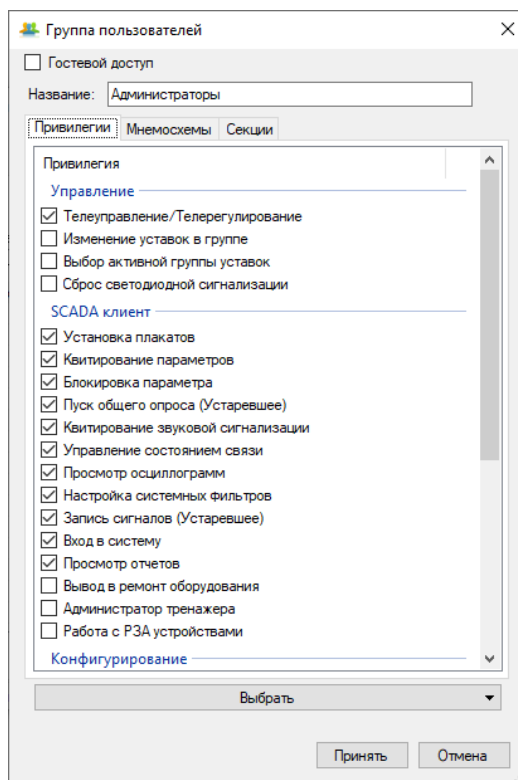 Группа пользователей
Гостевой доступ
Название: Администраторы
Привилегии Мнемосхемы Секции
Привилегия
Управление
Телеуправление/Телерегулирование
Изменение уставок в группе
Выбор активной группы уставок
Сброс светодиодной сигнализации
SCADA клиент
Установка плакатов
Квитирование параметров
Блокировка параметра
Пуск общего опроса (Устаревшее)
Квитирование звуковой сигнализации
Управление состоянием связи
Просмотр осциллограмм
Настройка системных фильтров
Запись сигналов (Устаревшее)
Вход в систему
Просмотр отчетов
Вывод в ремонт оборудования
Администратор тренажера
Работа с РЗА устройствами
Конфигурирование
Выбрать
Принять Отмена